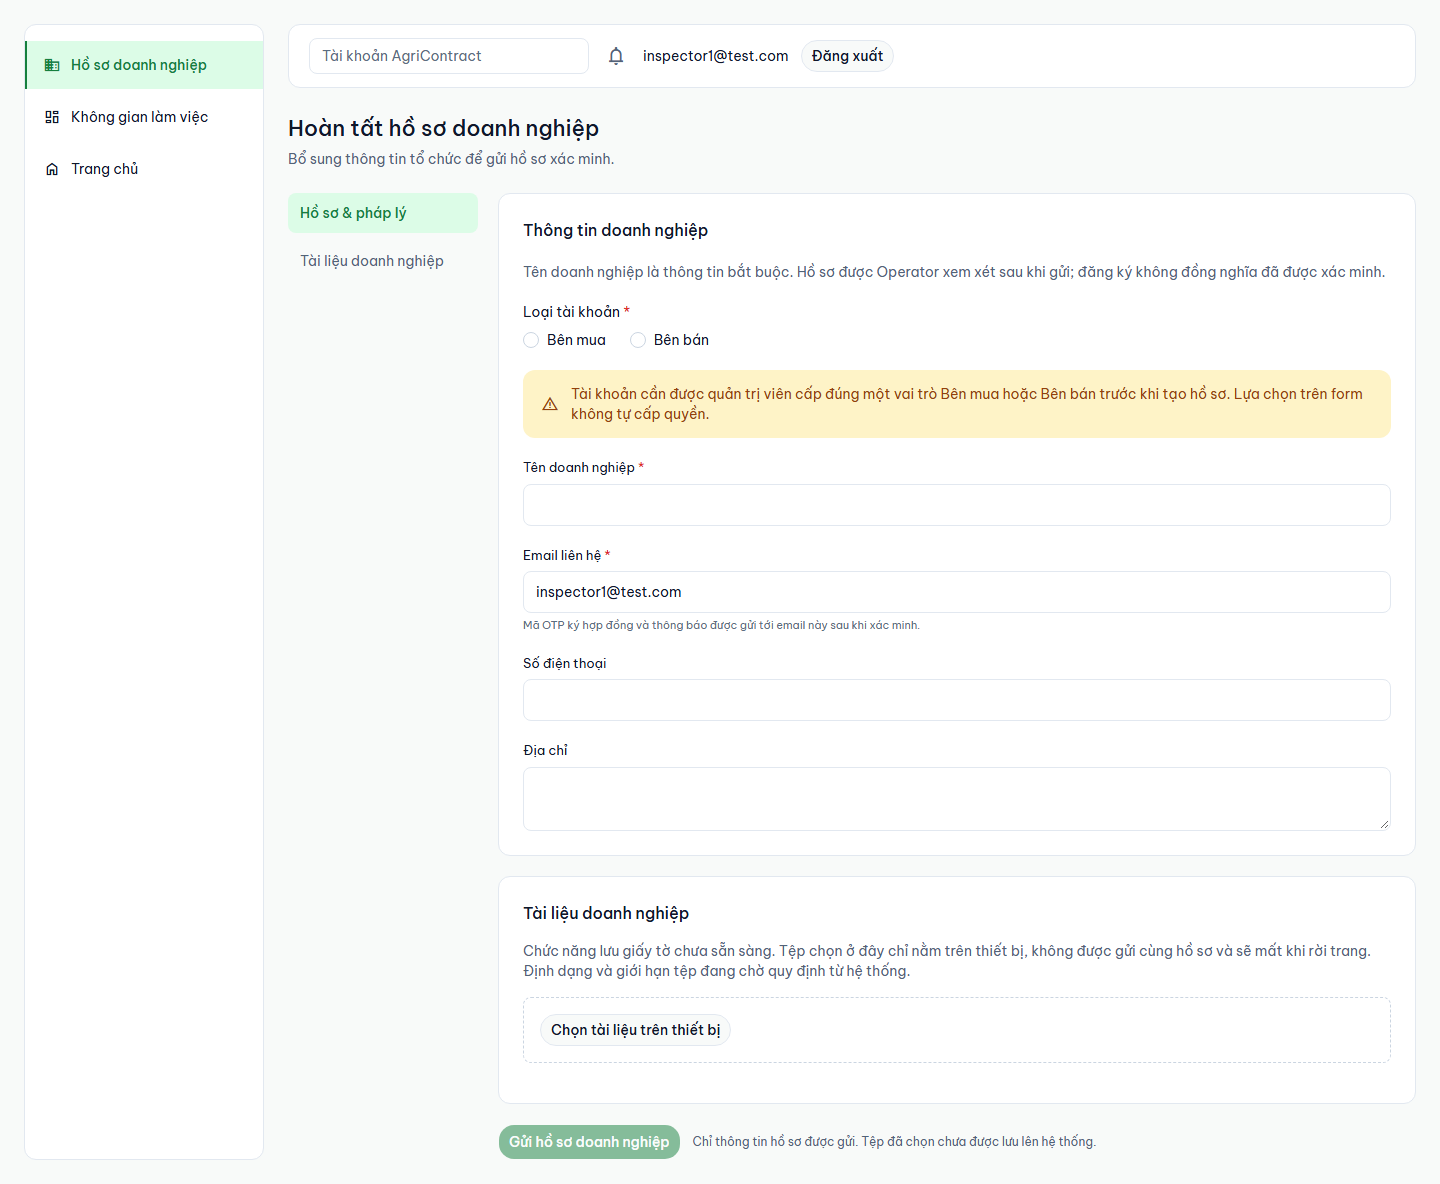 Hồ sơ doanh nghiệp
Không gian làm việc
Trang chủ
Tài khoản AgriContract
inspector1@test.com
Đăng xuất
Hoàn tất hồ sơ doanh nghiệp
Bổ sung thông tin tổ chức để gửi hồ sơ xác minh.
Hồ sơ & pháp lý
Tài liệu doanh nghiệp
Thông tin doanh nghiệp
Tên doanh nghiệp là thông tin bắt buộc. Hồ sơ được Operator xem xét sau khi gửi; đăng ký không đồng nghĩa đã được xác minh.
Loại tài khoản *
Bên mua
Bên bán
Tài khoản cần được quản trị viên cấp đúng một vai trò Bên mua hoặc Bên bán trước khi tạo hồ sơ. Lựa chọn trên form
không tự cấp quyền.
Tên doanh nghiệp *
Email liên hệ *
inspector1@test.com
Mã OTP ký hợp đồng và thông báo được gửi tới email này sau khi xác minh.
Số điện thoại
Địa chỉ
Tài liệu doanh nghiệp
Chức năng lưu giấy tờ chưa sẵn sàng. Tệp chọn ở đây chỉ nằm trên thiết bị, không được gửi cùng hồ sơ và sẽ mất khi rời trang.
Định dạng và giới hạn tệp đang chờ quy định từ hệ thống.
Chọn tài liệu trên thiết bị
Gửi hồ sơ doanh nghiệp
Chỉ thông tin hồ sơ được gửi. Tệp đã chọn chưa được lưu lên hệ thống.